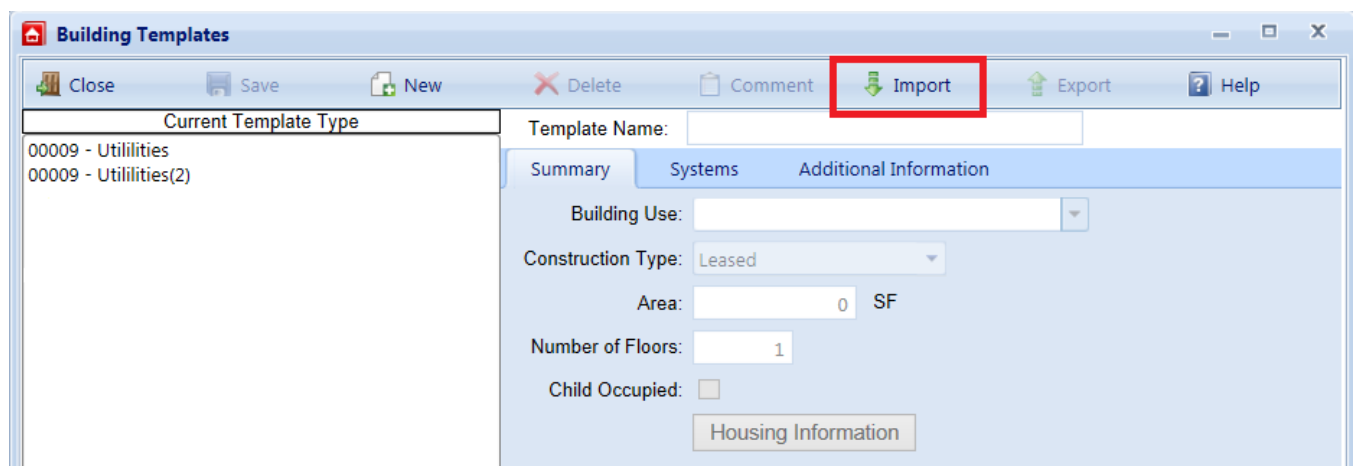 Building Templates
Close Save New Delete Comment Import Export Help
Current Template Type
00009 - Utililities
00009 - Utililities(2)
Template Name:
Summary Systems Additional Information
Building Use:
Construction Type: Leased
Area: 0 SF
Number of Floors: 1
Child Occupied:
Housing Information